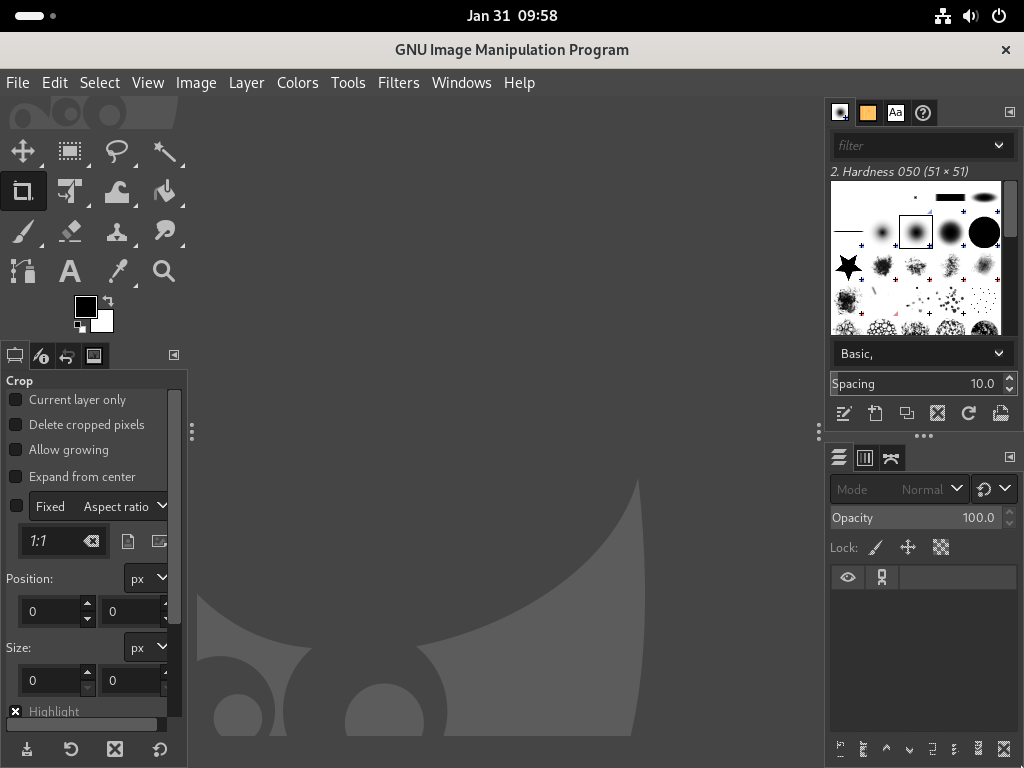 Jan 31 09:58
GNU Image Manipulation Program
File Edit Select View Image Layer Colors Tools Filters Windows Help
Aa
filter
2. Hardness 050 (51 × 51)
Basic,
Spacing 10.0
Crop
Current layer only
Delete cropped pixels
Allow growing
Expand from center
Fixed Aspect ratio
1:1
Position: px
0 0
Size: px
0 0
Highlight
Mode Normal
Opacity 100.0
Lock: